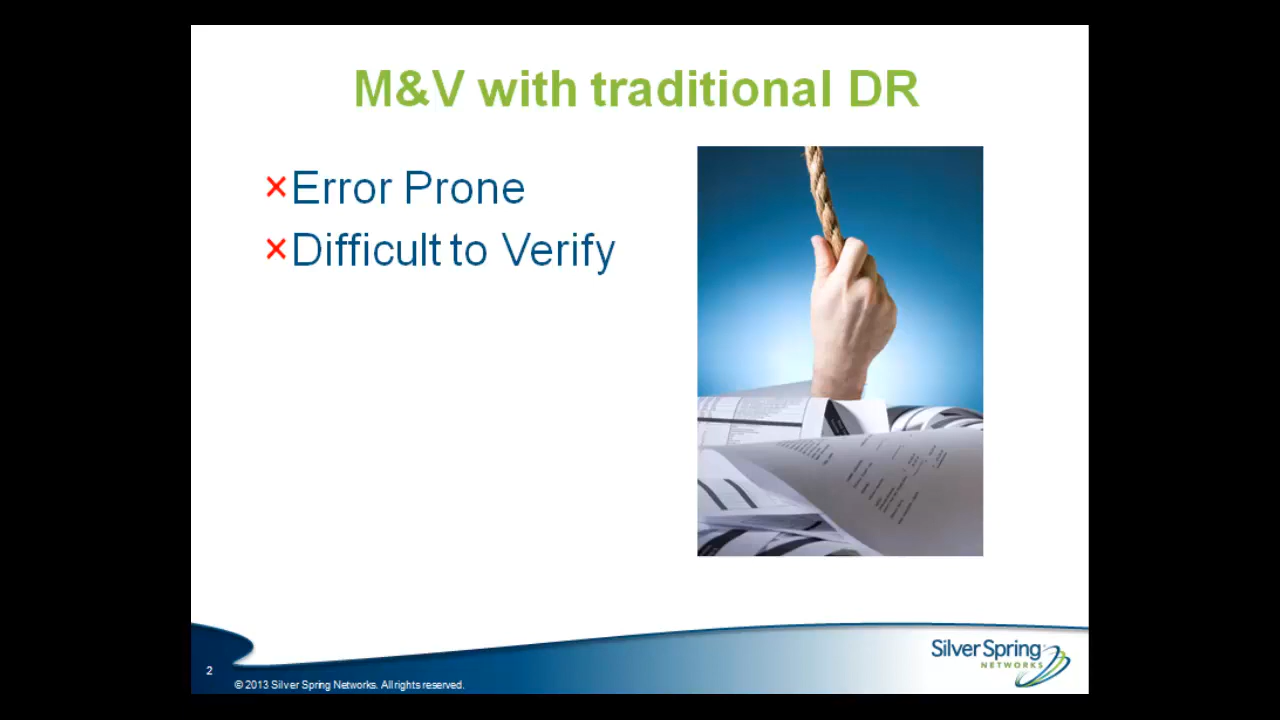 M&V with traditional DR
×Error Prone
×Difficult to Verify
Silver Spring
NETWORKS
2
© 2013 Silver Spring Networks. All rights reserved.